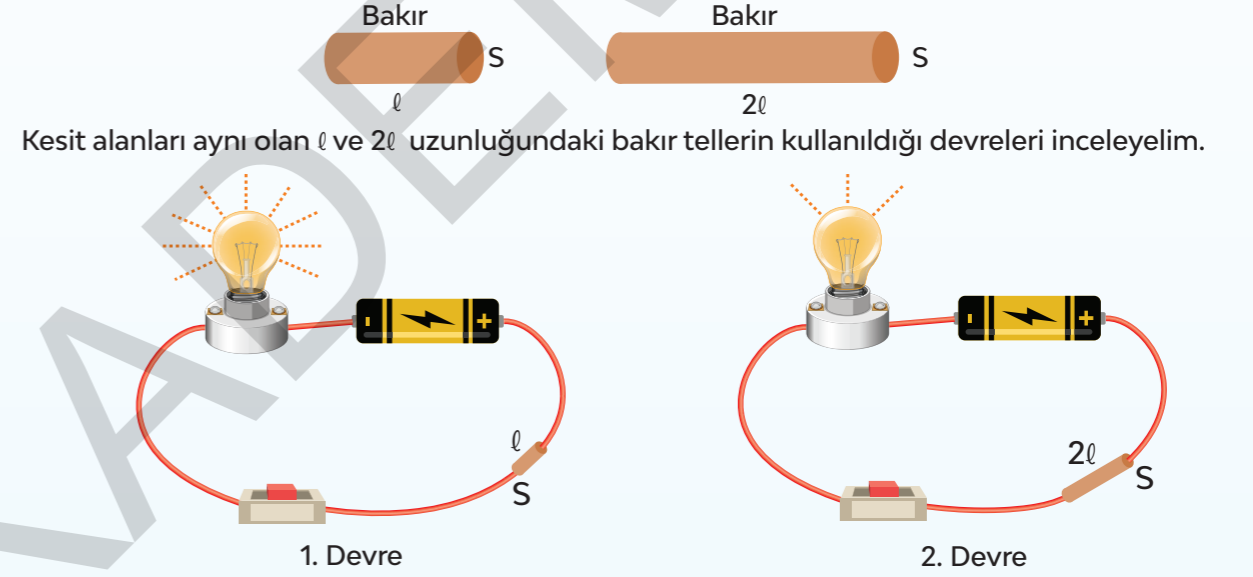 Bakır Bakır
S S
ℓ 2ℓ
Kesit alanları aynı olan ℓ ve 2ℓ uzunluğundaki bakır tellerin kullanıldığı devreleri inceleyelim.
- + - +
ℓ 2ℓ
S S
1. Devre 2. Devre